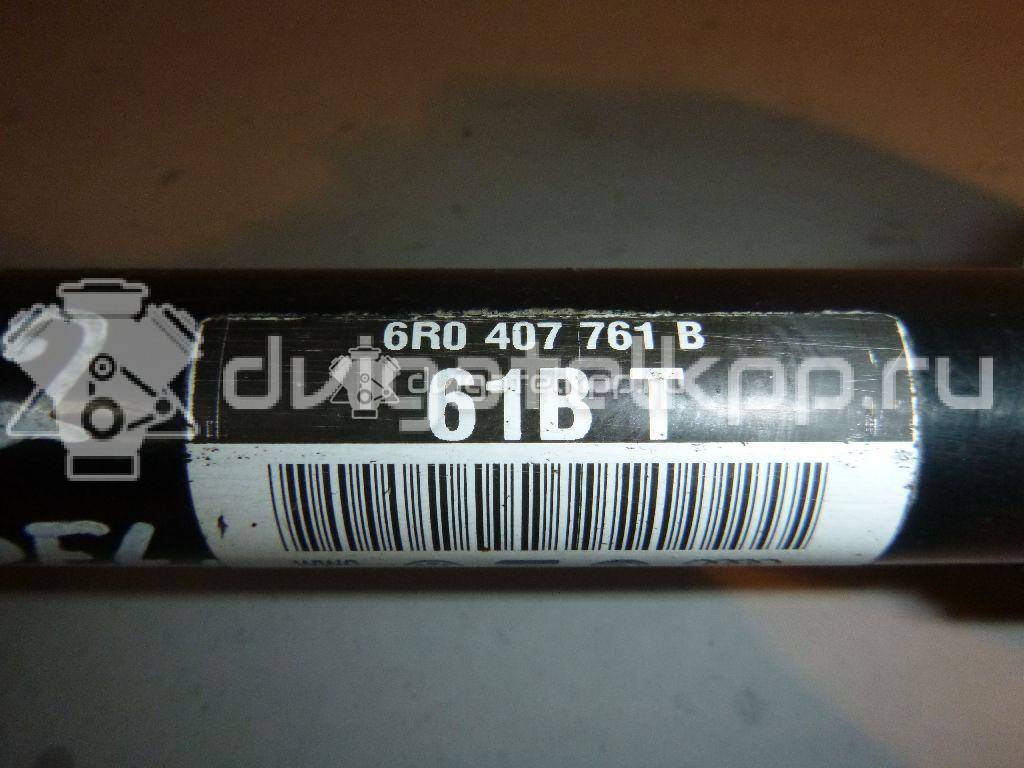 6R0 407 761 B
61B T
dvigatelkpp.ru